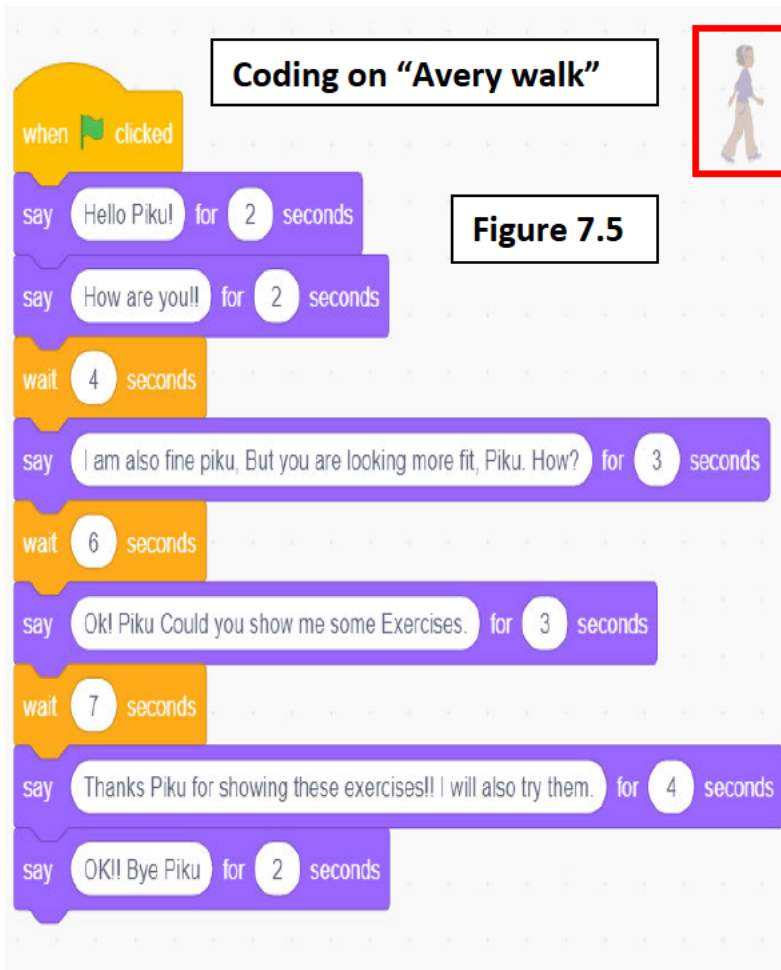 Coding on “Avery walk”
when clicked
say Hello Piku! for 2 seconds
Figure 7.5
say How are you!! for 2 seconds
wait 4 seconds
say I am also fine piku, But you are looking more fit, Piku. How? for 3 seconds
wait 6 seconds
say Ok! Piku Could you show me some Exercises. for 3 seconds
wait 7 seconds
say Thanks Piku for showing these exercises!! I will also try them. for 4 seconds
say OK!! Bye Piku for 2 seconds